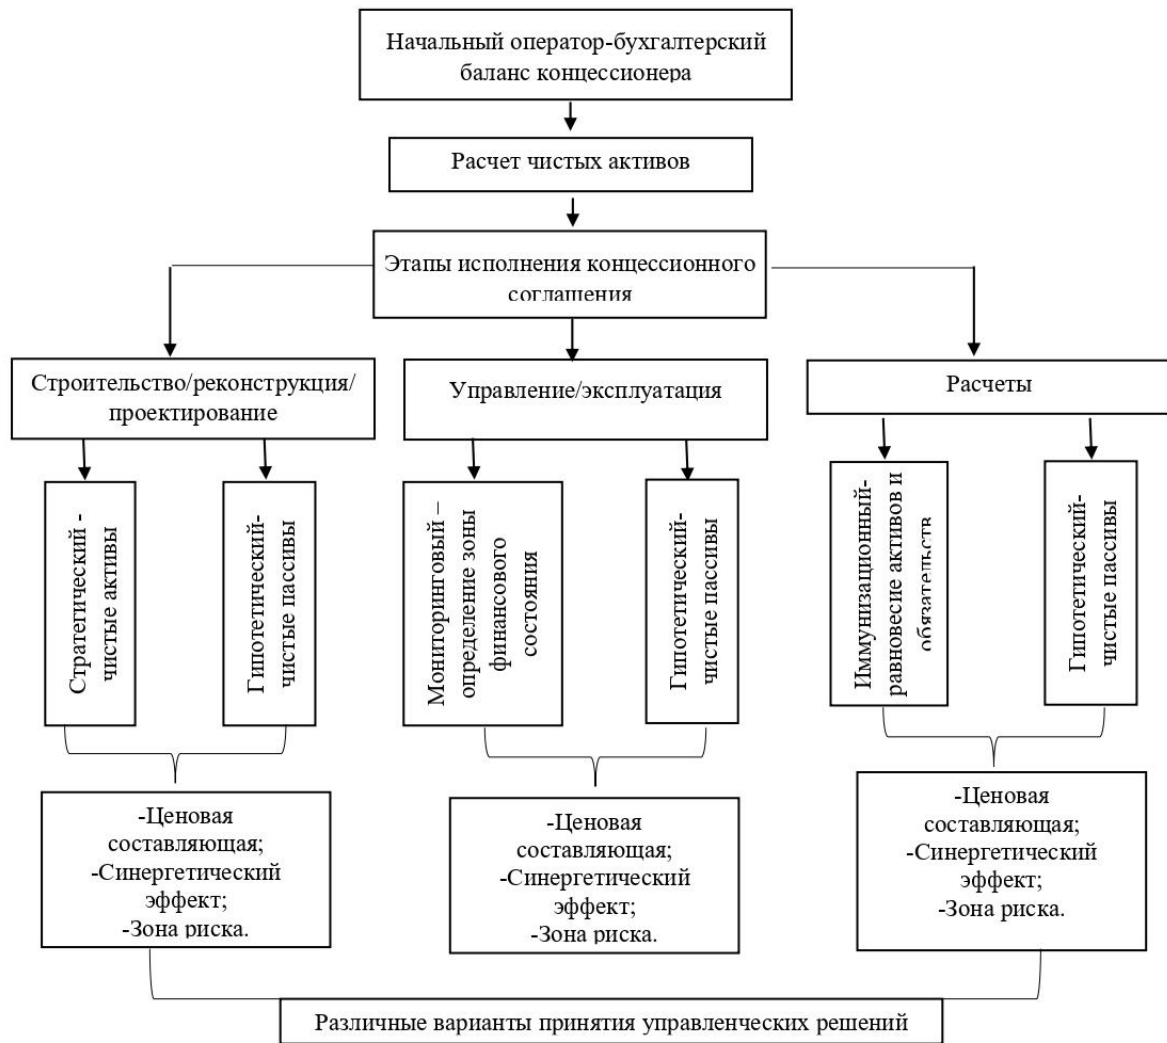 Начальный оператор-бухгалтерский
баланс концессионера
Расчет чистых активов
Этапы исполнения концессионного
соглашения
Строительство/реконструкция/
проектирование
Управление/эксплуатация
Расчеты
Стратегический -
чистые активы
Гипотетический-
чистые пассивы
Мониторинговый –
определение зоны
финансового
состояния
Гипотетический-
чистые пассивы
Иммунизационный-
равновесие активов и
обязательств
Гипотетический-
чистые пассивы
-Ценовая
составляющая;
-Синергетический
эффект;
-Зона риска.
-Ценовая
составляющая;
-Синергетический
эффект;
-Зона риска.
-Ценовая
составляющая;
-Синергетический
эффект;
-Зона риска.
Различные варианты принятия управленческих решений